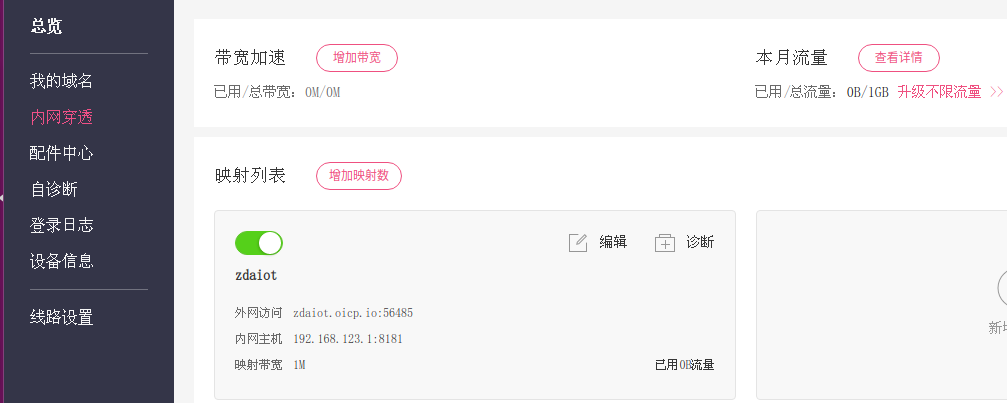 总览
我的域名
内网穿透
配件中心
自诊断
登录日志
设备信息
线路设置
带宽加速 增加带宽
已用/总带宽: 0M/0M
本月流量 查看详情
已用/总流量: 0B/1GB 升级不限流量 >>
映射列表 增加映射数
编辑 诊断
zdaiot
外网访问 zdaiot.oicp.io:56485
内网主机 192.168.123.1:8181
映射带宽 1M 已用0B流量
新